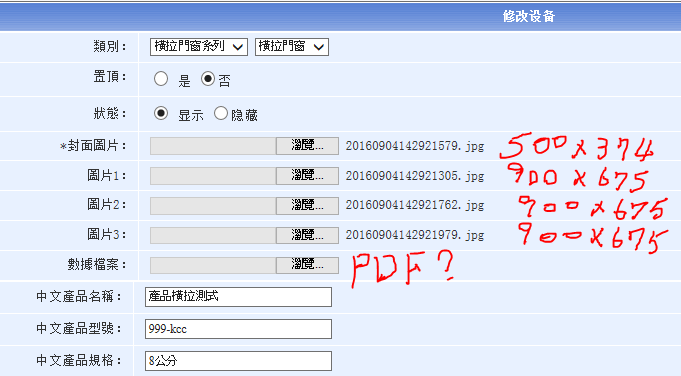 修改设备
類別： 橫拉門窗系列 橫拉門窗
置頂： 是 否
狀態： 显示 隐藏
*封面圖片： 瀏覽... 20160904142921579.jpg 500x374
圖片1： 瀏覽... 20160904142921305.jpg 900x675
圖片2： 瀏覽... 20160904142921762.jpg 900x675
圖片3： 瀏覽... 20160904142921979.jpg 900x675
數據檔案： 瀏覽... PDF?
中文產品名稱： 產品橫拉測式
中文產品型號： 999-kcc
中文產品規格： 8公分